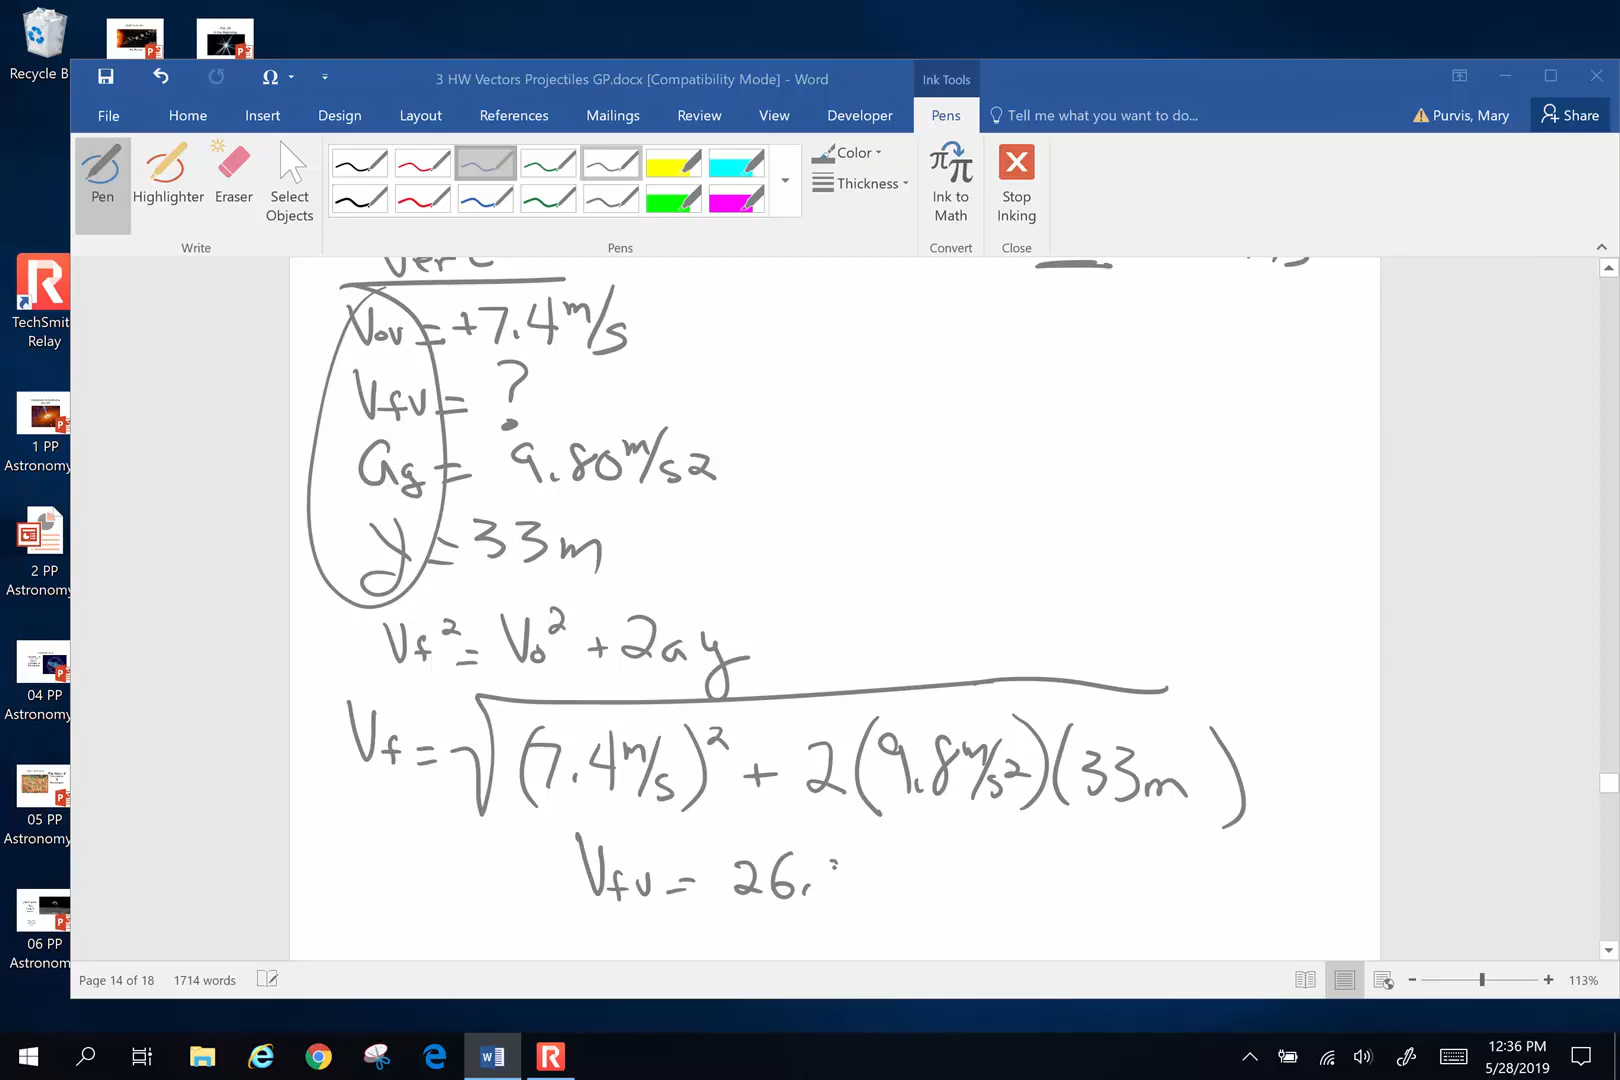 Recycle B
3 HW Vectors Projectiles GP.docx [Compatibility Mode] - Word
Ink Tools
File
Home
Insert
Design
Layout
References
Mailings
Review
View
Developer
Pens
Tell me what you want to do...
Purvis, Mary
Share
Pen
Highlighter
Eraser
Select
Objects
Color
Thickness
Ink to
Math
Stop
Inking
Write
Pens
Convert
Close
TechSmit
Relay
1 PP
Astronomy
2 PP
Astronomy
04 PP
Astronomy
05 PP
Astronomy
06 PP
Astronomy
Vert
Vov = +7.4 m/s
Vfv = ?
ag = 9.80 m/s2
y = 33m
Vf² = Vo² + 2ay
Vf = √(7.4 m/s)² + 2(9.8 m/s2)(33m)
Vfv = 26.
Page 14 of 18
1714 words
113%
12:36 PM
5/28/2019